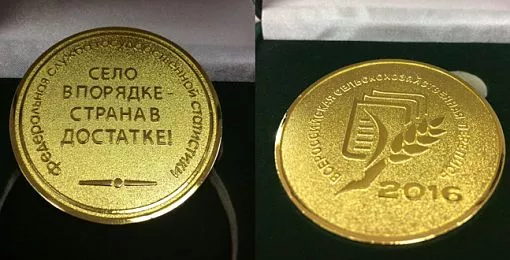 Федеральная служба государственной статистики
СЕЛО
В ПОРЯДКЕ -
СТРАНА В
ДОСТАТКЕ!
ВСЕРОССИЙСКАЯ СЕЛЬСКОХОЗЯЙСТВЕННАЯ ПЕРЕПИСЬ
2016